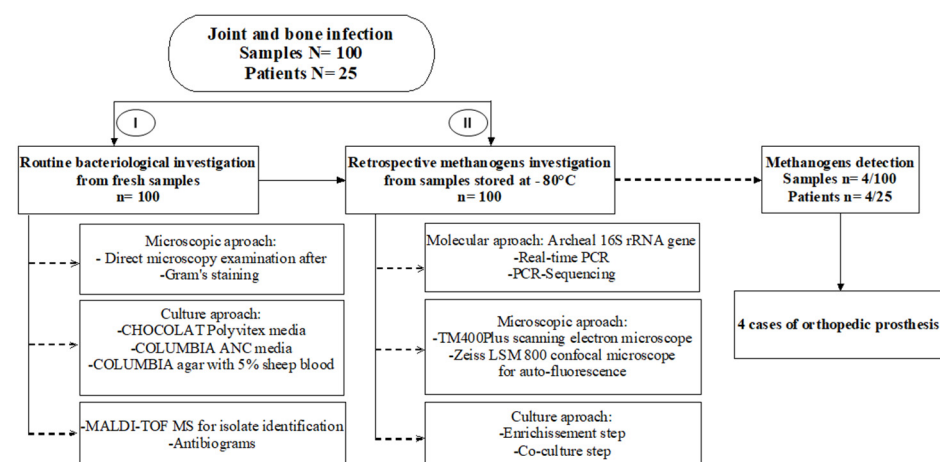 Joint and bone infection
Samples N= 100
Patients N= 25
I
II
Routine bacteriological investigation
from fresh samples
n= 100
Retrospective methanogens investigation
from samples stored at - 80°C
n= 100
Methanogens detection
Samples n= 4/100
Patients n= 4/25
Microscopic aproach:
- Direct microscopy examination after
-Gram's staining
Culture aproach:
-CHOCOLAT Polyvitex media
-COLUMBIA ANC media
-COLUMBIA agar with 5% sheep blood
-MALDI-TOF MS for isolate identification
-Antibiograms
Molecular aproach: Archeal 16S rRNA gene
-Real-time PCR
-PCR-Sequencing
Microscopic aproach:
-TM400Plus scanning electron microscope
-Zeiss LSM 800 confocal microscope
for auto-fluorescence
Culture aproach:
-Enrichissement step
-Co-culture step
4 cases of orthopedic prosthesis